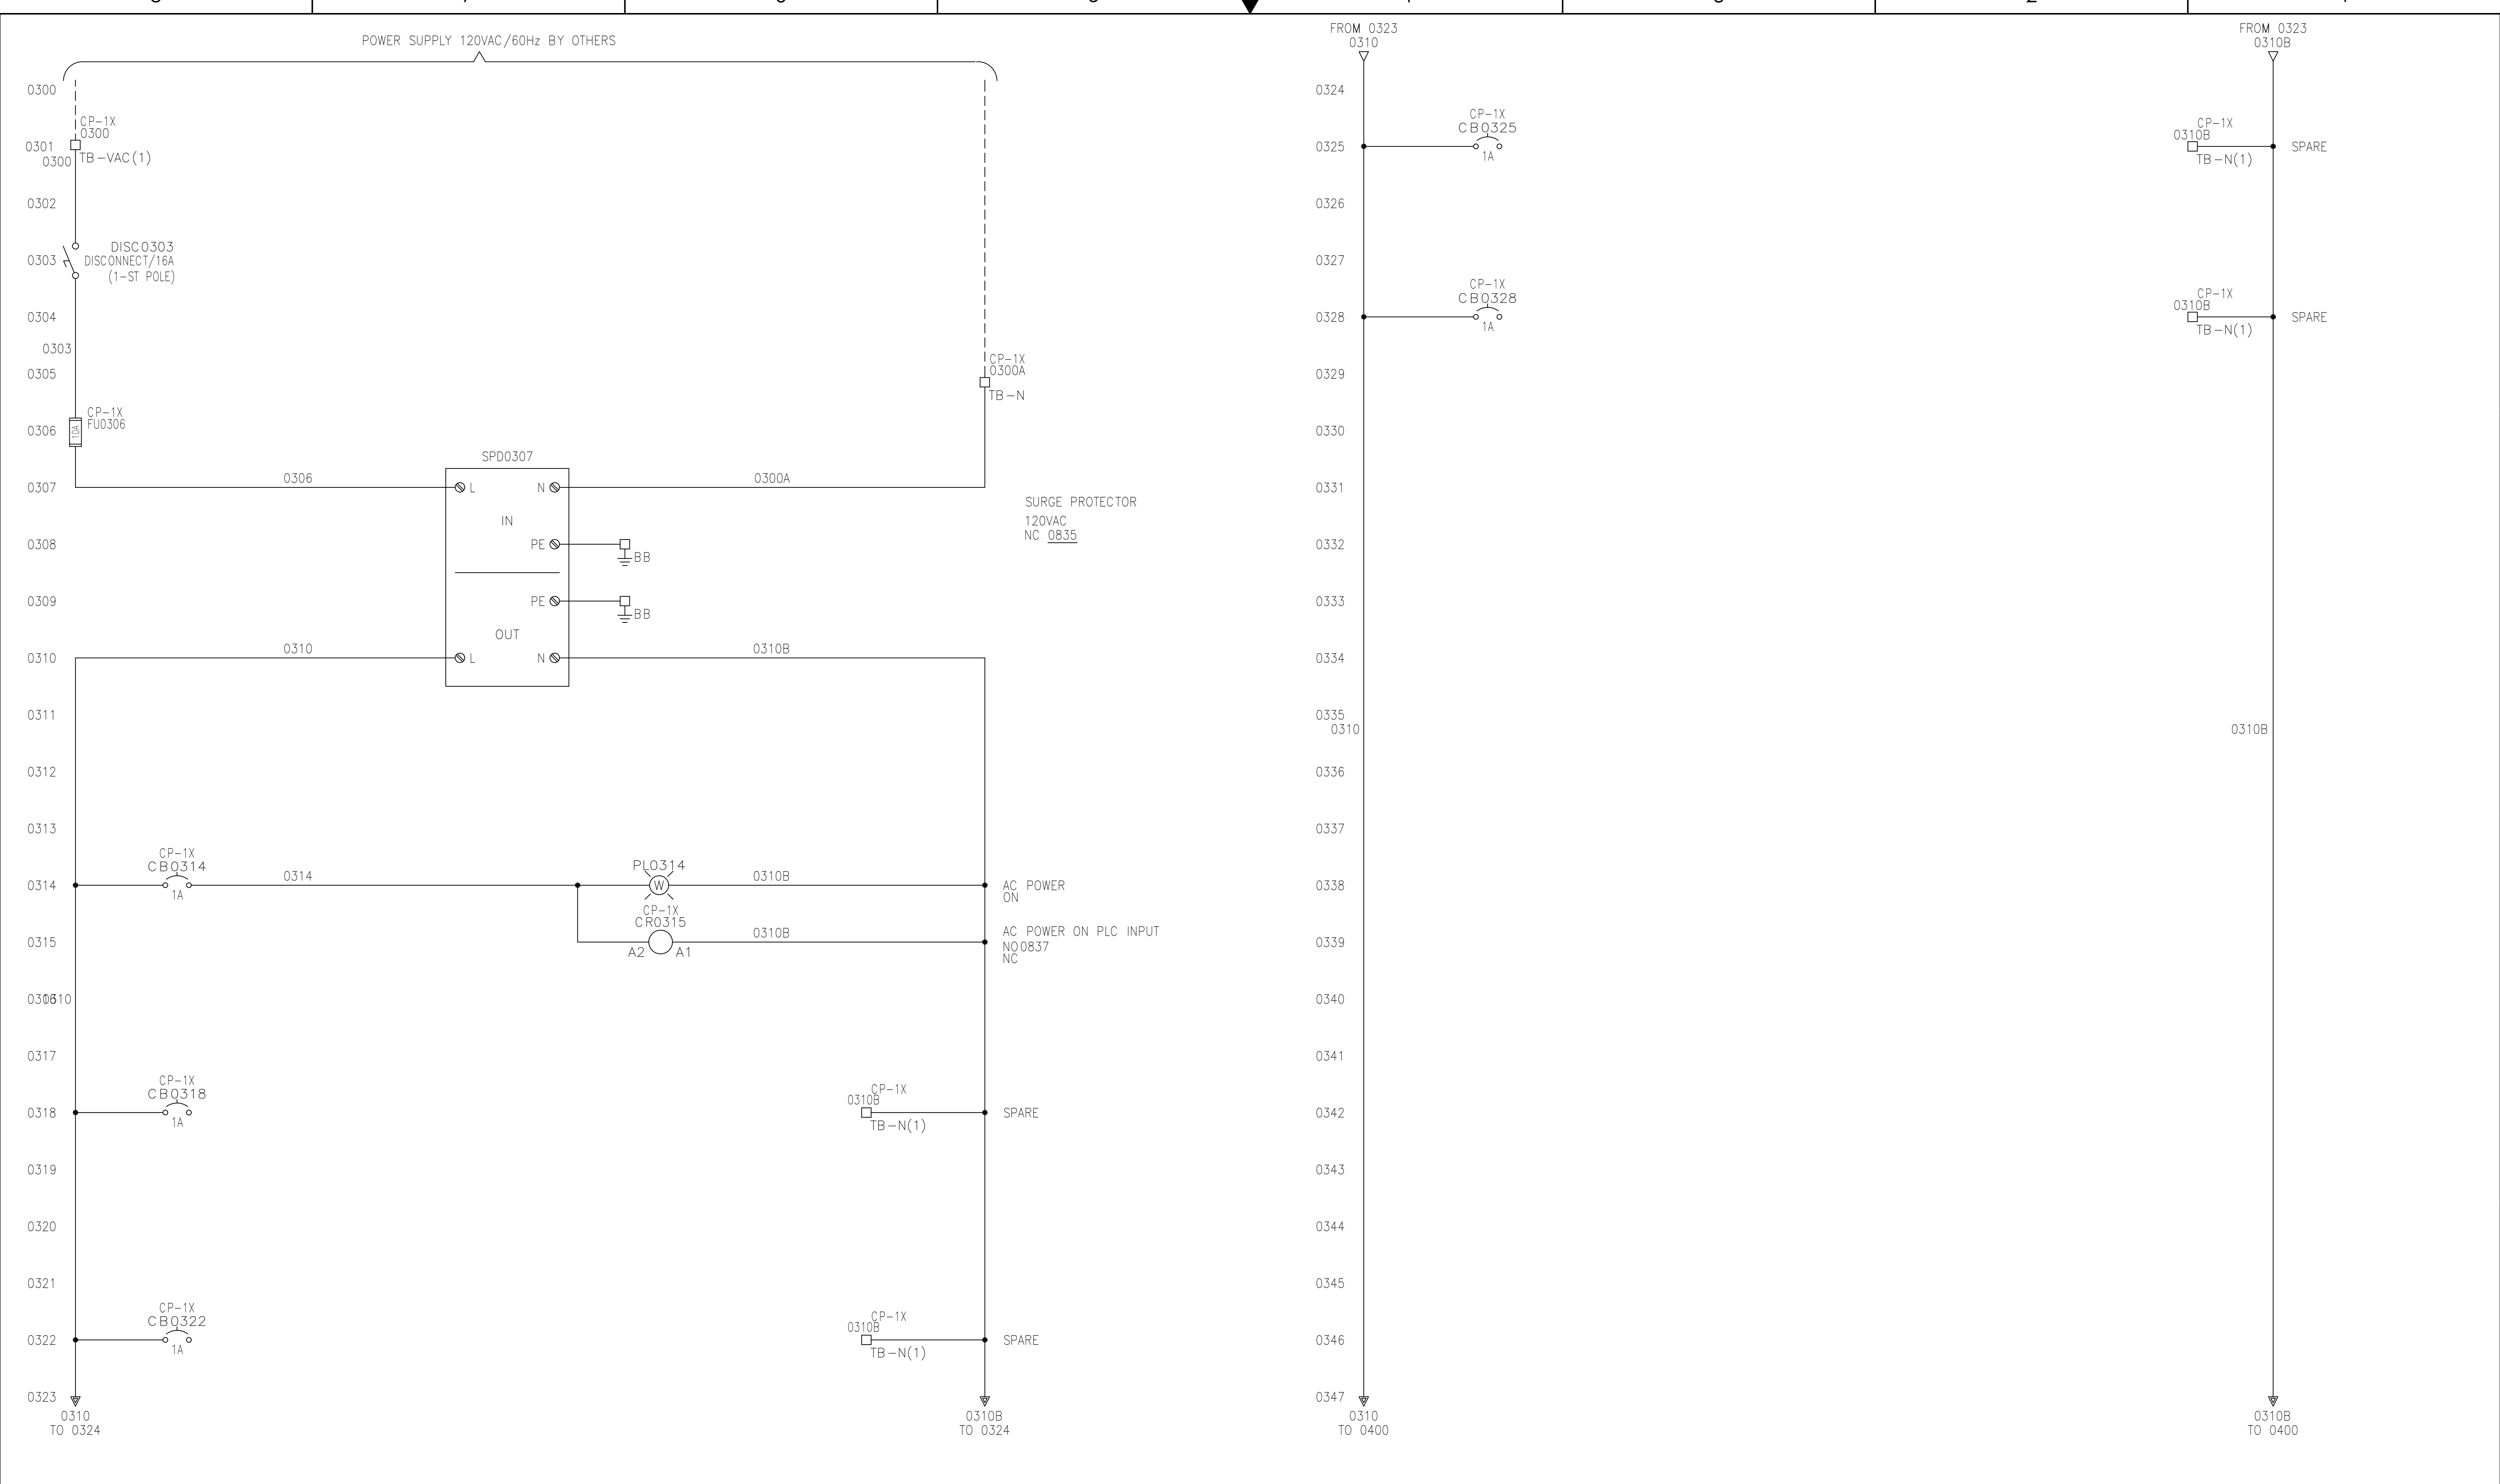 POWER SUPPLY 120VAC/60Hz BY OTHERS
0300
CP-1X
0300
0301
0300
TB-VAC(1)
0302
DISC0303
0303
DISCONNECT/16A
(1-ST POLE)
0304
0303
CP-1X
0300A
0305
TB-N
CP-1X
FU0306
0306
10A
SPD0307
0306
0300A
0307
L
N
SURGE PROTECTOR
120VAC
NC 0835
IN
0308
PE
BB
0309
PE
BB
OUT
0310
0310B
0310
L
N
0311
0312
0313
CP-1X
CB0314
PL0314
0314
0310B
0314
1A
W
AC POWER
ON
CP-1X
CR0315
0310B
AC POWER ON PLC INPUT
0315
A2
A1
NO0837
NC
0316
0310
0317
CP-1X
CB0318
CP-1X
0310B
0318
1A
SPARE
TB-N(1)
0319
0320
0321
CP-1X
CB0322
CP-1X
0310B
0322
1A
SPARE
TB-N(1)
0323
0310
TO 0324
0310B
TO 0324
FROM 0323
0310
FROM 0323
0310B
0324
CP-1X
CB0325
CP-1X
0310B
0325
1A
SPARE
TB-N(1)
0326
0327
CP-1X
CB0328
CP-1X
0310B
0328
1A
SPARE
TB-N(1)
0329
0330
0331
0332
0333
0334
0335
0310
0310B
0336
0337
0338
0339
0340
0341
0342
0343
0344
0345
0346
0347
0310
TO 0400
0310B
TO 0400